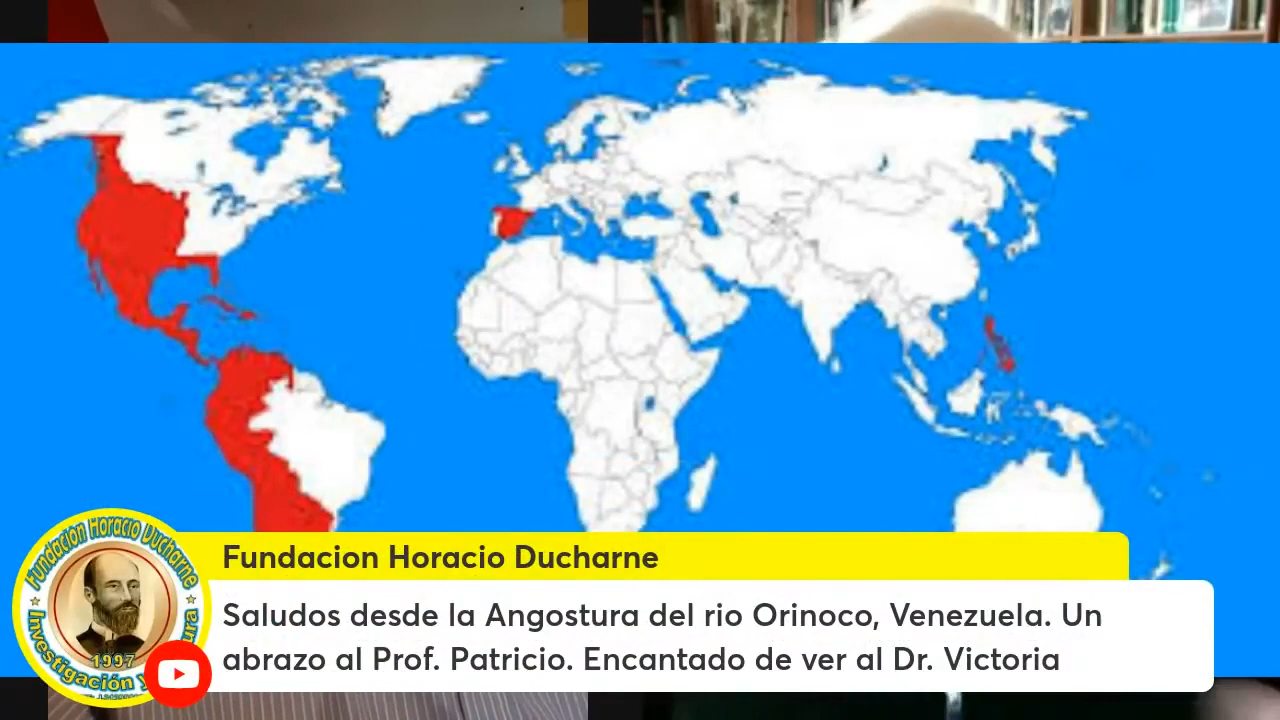 Fundacion Horacio Ducharne
Saludos desde la Angostura del rio Orinoco, Venezuela. Un
abrazo al Prof. Patricio. Encantado de ver al Dr. Victoria
Fundación Horacio Ducharne
1997
Investigación y